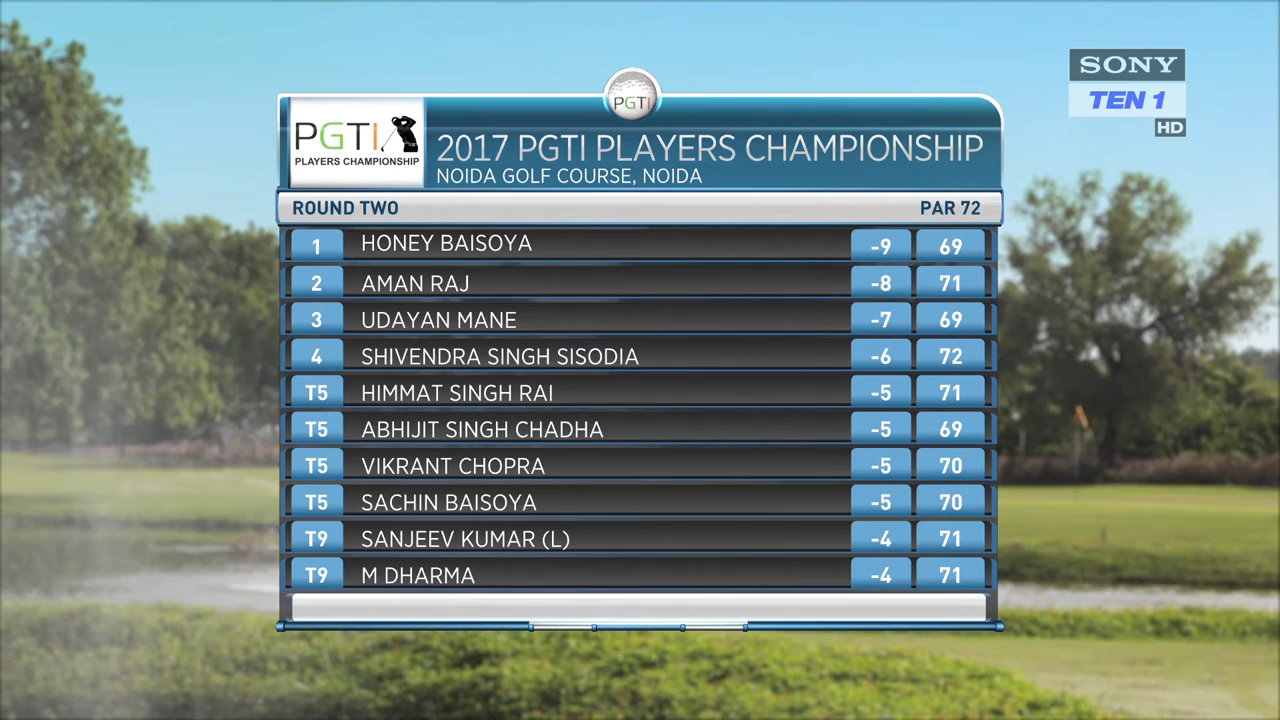 SONY
TEN 1
HD
PGTI
PGTI
PLAYERS CHAMPIONSHIP
2017 PGTI PLAYERS CHAMPIONSHIP
NOIDA GOLF COURSE, NOIDA
ROUND TWO PAR 72
1 HONEY BAISOYA -9 69
2 AMAN RAJ -8 71
3 UDAYAN MANE -7 69
4 SHIVENDRA SINGH SISODIA -6 72
T5 HIMMAT SINGH RAI -5 71
T5 ABHIJIT SINGH CHADHA -5 69
T5 VIKRANT CHOPRA -5 70
T5 SACHIN BAISOYA -5 70
T9 SANJEEV KUMAR (L) -4 71
T9 M DHARMA -4 71